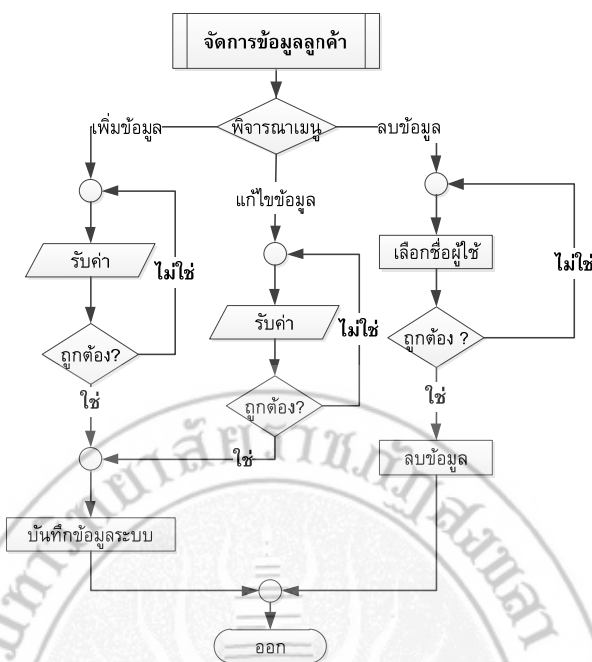 จัดการข้อมูลลูกค้า
พิจารณาเมนู
เพิ่มข้อมูล
ลบข้อมูล
แก้ไขข้อมูล
รับค่า
ไม่ใช่
เลือกชื่อผู้ใช้
ไม่ใช่
รับค่า
ไม่ใช่
ถูกต้อง?
ถูกต้อง ?
ใช่
ถูกต้อง?
ใช่
ใช่
ลบข้อมูล
บันทึกข้อมูลระบบ
ออก